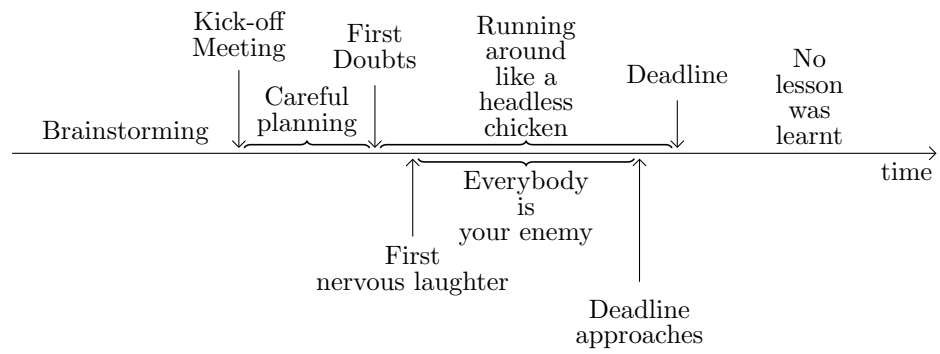 Kick-off
Meeting
First
Doubts
Running
around
like a
headless
chicken
Deadline
No
lesson
was
learnt
Careful
planning
Brainstorming
time
Everybody
is
your enemy
First
nervous laughter
Deadline
approaches